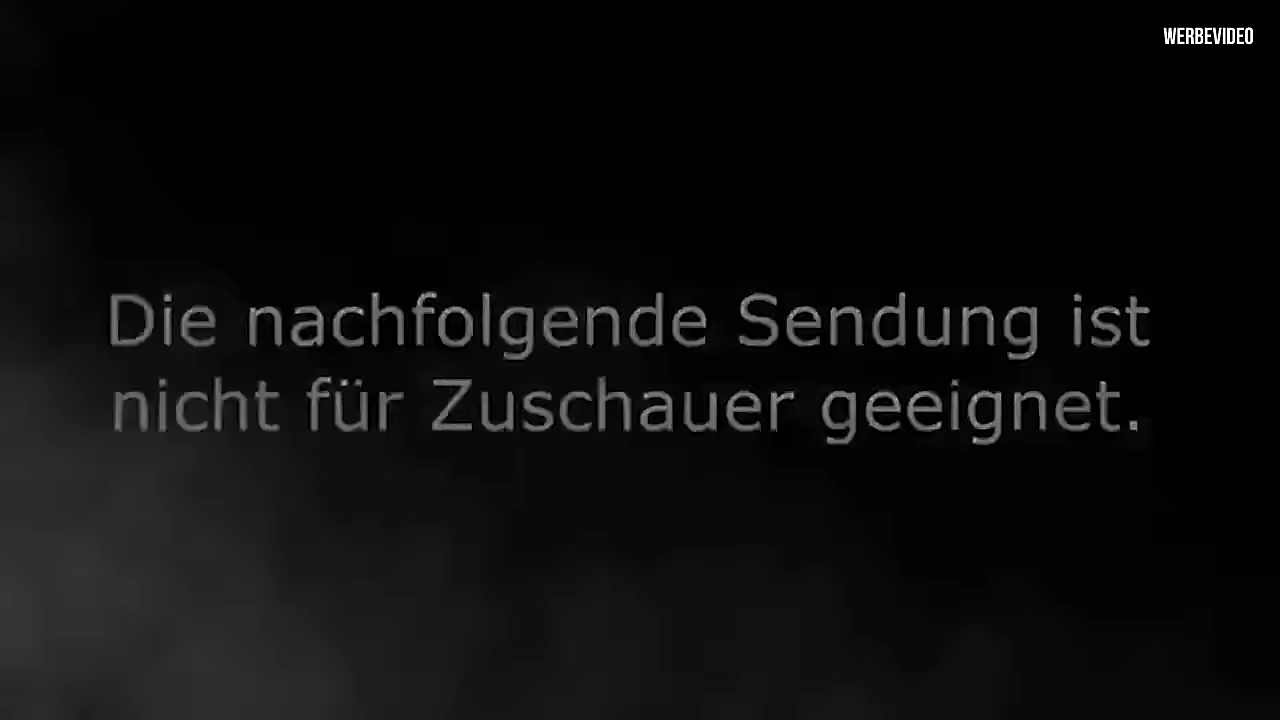 WERBEVIDEO
Die nachfolgende Sendung ist
nicht für Zuschauer geeignet.